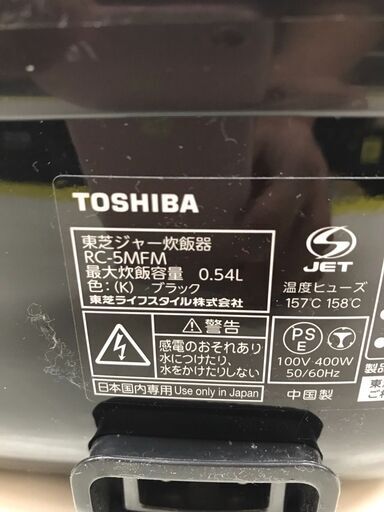 TOSHIBA
東芝ジャー炊飯器
RC-5MFM
最大炊飯容量 0.54L
色:(K) ブラック
東芝ライフスタイル株式会社
S
JET
温度ヒューズ
157℃ 158℃
警告
感電のおそれあり
水につけたり、
水をかけたりしない
日本国内専用 Use only in Japan
PS
E
100V 400W
50/60Hz
中国製
製品